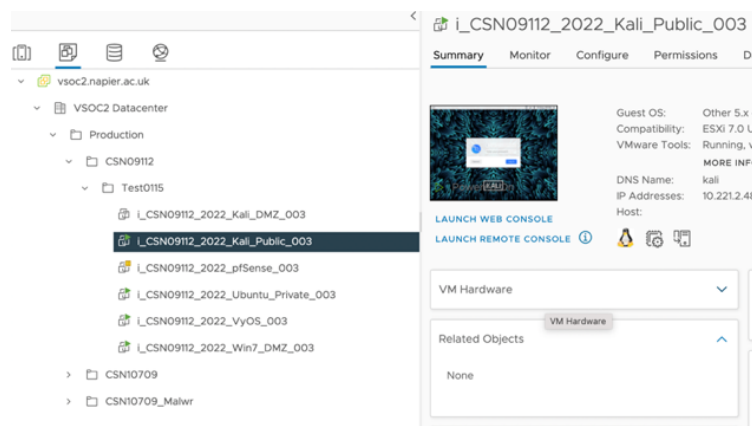 vsoc2.napier.ac.uk
VSOC2 Datacenter
Production
CSN09112
Test0115
i_CSN09112_2022_Kali_DMZ_003
i_CSN09112_2022_Kali_Public_003
i_CSN09112_2022_pfSense_003
i_CSN09112_2022_Ubuntu_Private_003
i_CSN09112_2022_VyOS_003
i_CSN09112_2022_Win7_DMZ_003
CSN10709
CSN10709_Malwr
i_CSN09112_2022_Kali_Public_003
Summary Monitor Configure Permissions D
KALI
Guest OS: Other 5.x
Compatibility: ESXi 7.0 U
VMware Tools: Running, v
MORE INF
DNS Name: kali
IP Addresses: 10.221.2.48
Host:
LAUNCH WEB CONSOLE
LAUNCH REMOTE CONSOLE
VM Hardware
VM Hardware
Related Objects
None